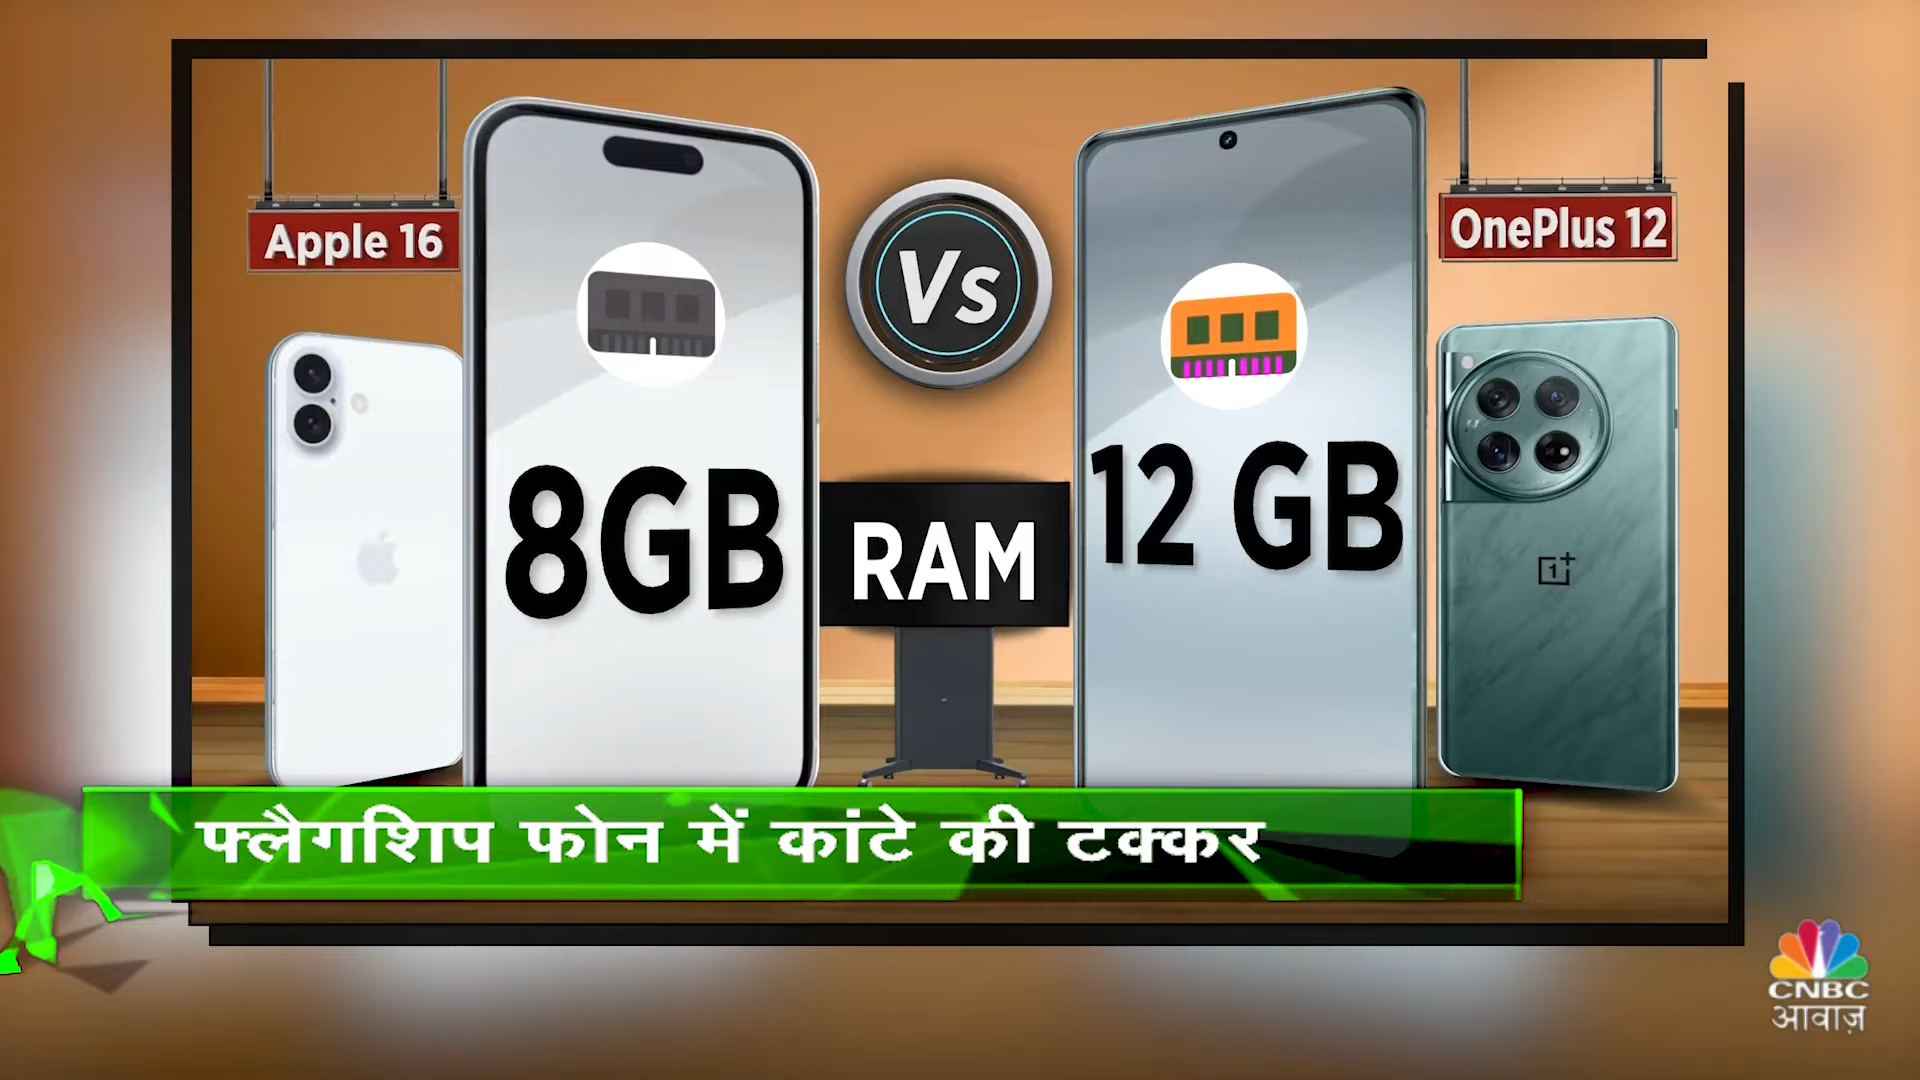 Apple 16
Vs
OnePlus 12
8GB
RAM
12 GB
फ्लैगशिप फोन में कांटे की टक्कर
CNBC
आवाज़